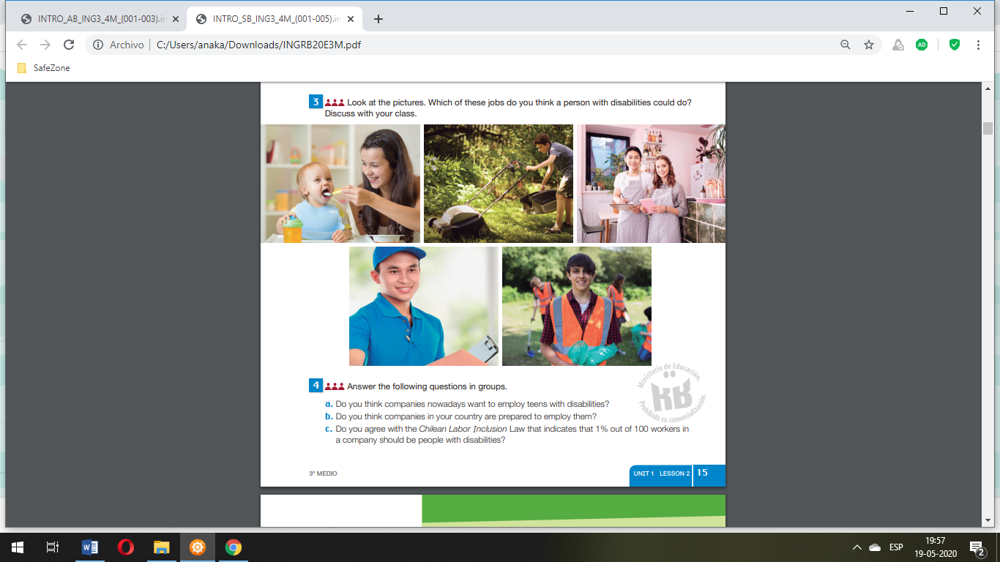 INTRO_AB_ING3_4M_(001-003).in
INTRO_SB_ING3_4M_(001-005).in
Archivo
C:/Users/anaka/Downloads/INGRB20E3M.pdf
AD
SafeZone
3 Look at the pictures. Which of these jobs do you think a person with disabilities could do?
Discuss with your class.
Ministerio de Educación.
Prohibida su comercialización.
4 Answer the following questions in groups.
a. Do you think companies nowadays want to employ teens with disabilities?
b. Do you think companies in your country are prepared to employ them?
c. Do you agree with the Chilean Labor Inclusion Law that indicates that 1% out of 100 workers in
a company should be people with disabilities?
3º MEDIO
UNIT 1 LESSON 2 15
ESP
19:57
19-05-2020
2